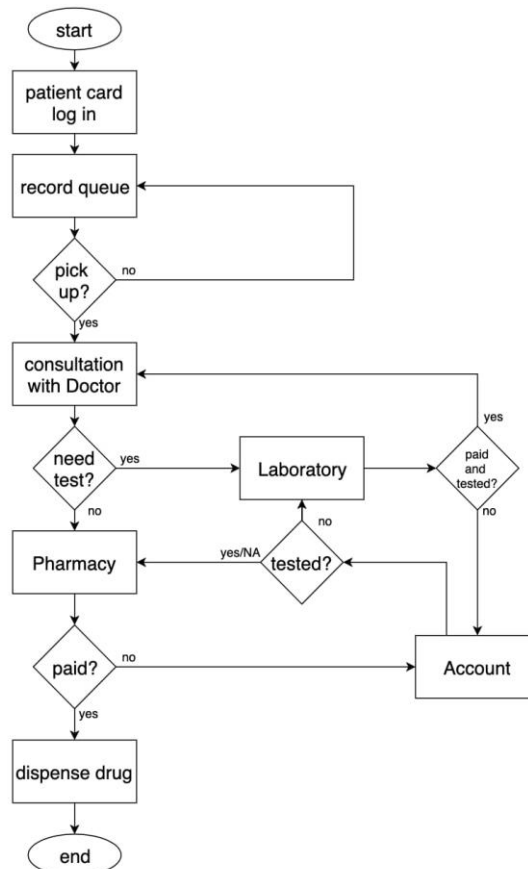 start
patient card
log in
record queue
pick
up?
no
yes
consultation
with Doctor
yes
need
test?
yes
Laboratory
paid
and
tested?
no
no
no
Pharmacy
yes/NA
tested?
paid?
no
Account
yes
dispense drug
end